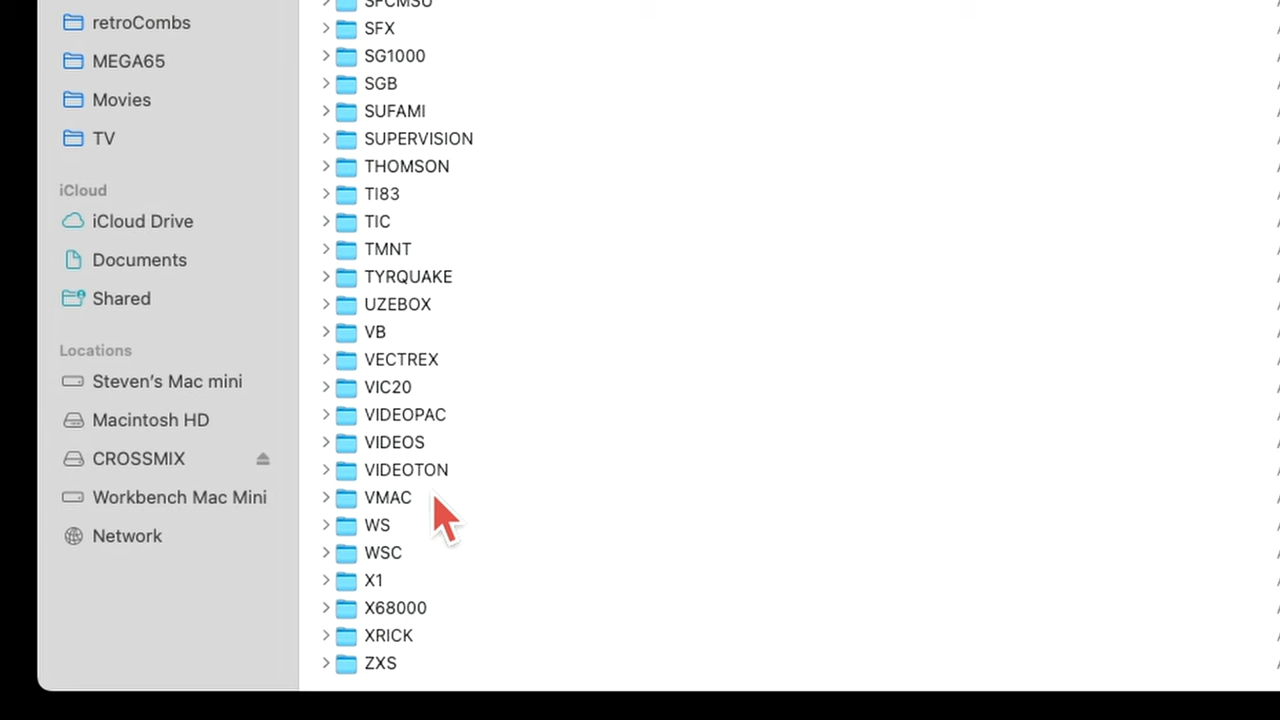 retroCombs
MEGA65
Movies
TV
iCloud
iCloud Drive
Documents
Shared
Locations
Steven's Mac mini
Macintosh HD
CROSSMIX
Workbench Mac Mini
Network
SFX
SG1000
SGB
SUFAMI
SUPERVISION
THOMSON
TI83
TIC
TMNT
TYRQUAKE
UZEBOX
VB
VECTREX
VIC20
VIDEOPAC
VIDEOS
VIDEOTON
VMAC
WS
WSC
X1
X68000
XRICK
ZXS